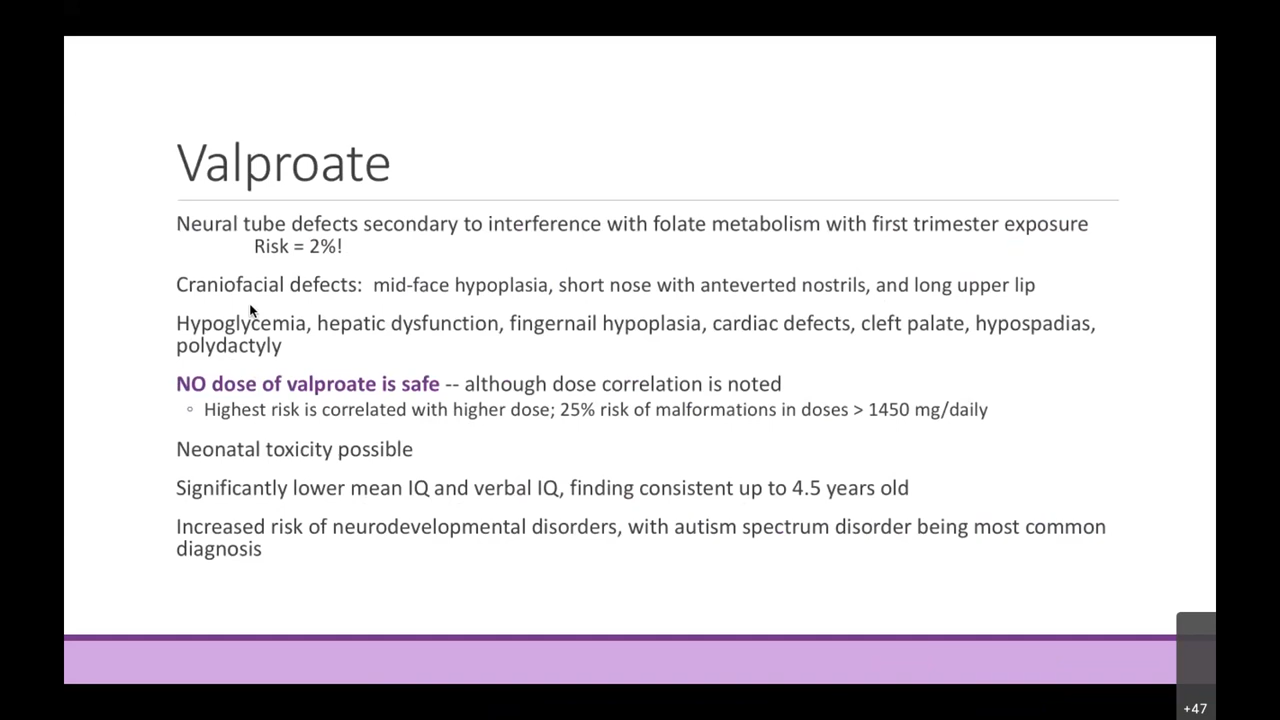 Valproate
Neural tube defects secondary to interference with folate metabolism with first trimester exposure
Risk = 2%!
Craniofacial defects: mid-face hypoplasia, short nose with anteverted nostrils, and long upper lip
Hypoglycemia, hepatic dysfunction, fingernail hypoplasia, cardiac defects, cleft palate, hypospadias,
polydactyly
NO dose of valproate is safe -- although dose correlation is noted
◦ Highest risk is correlated with higher dose; 25% risk of malformations in doses > 1450 mg/daily
Neonatal toxicity possible
Significantly lower mean IQ and verbal IQ, finding consistent up to 4.5 years old
Increased risk of neurodevelopmental disorders, with autism spectrum disorder being most common
diagnosis
+47